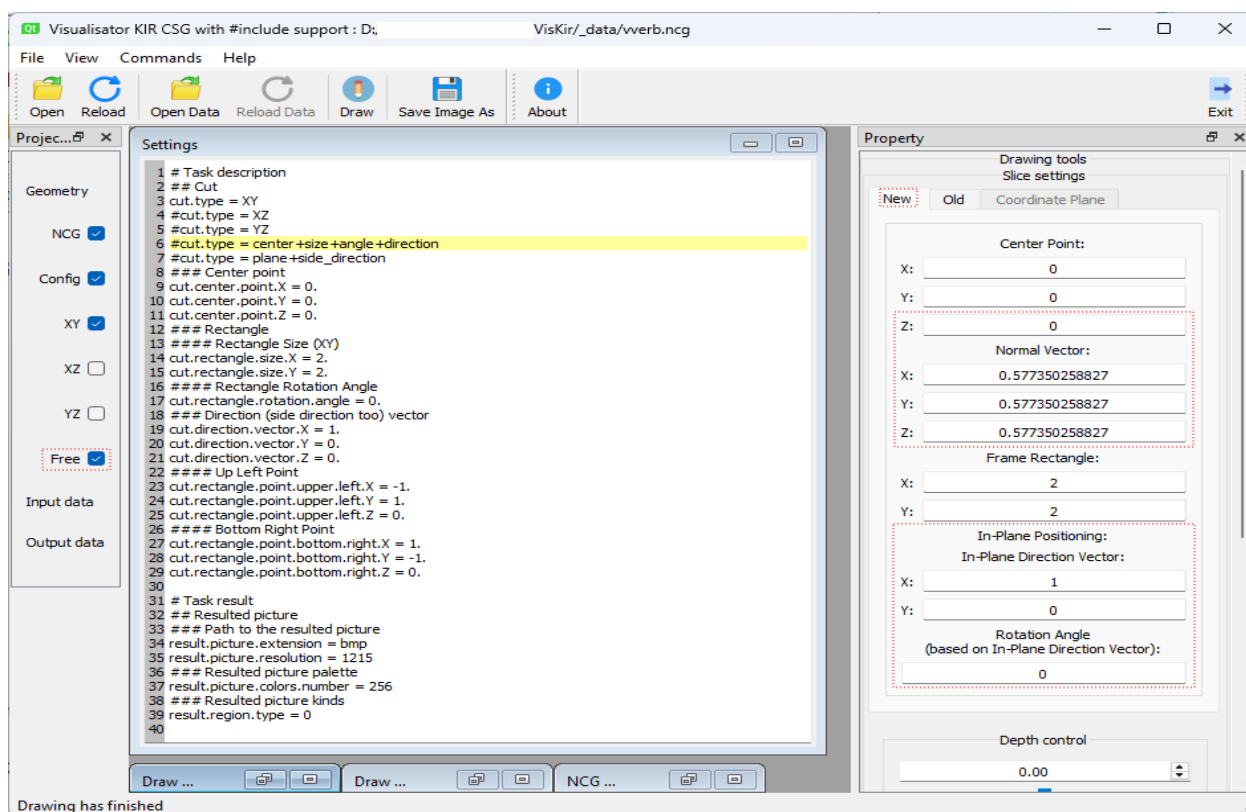 Visualisator KIR CSG with #include support : D:, VisKir/_data/vverb.ncg
File View Commands Help
Open Reload Open Data Reload Data Draw Save Image As About Exit
Projec...
Geometry
NCG
Config
XY
XZ
YZ
Free
Input data
Output data
Settings
1 # Task description
2 ## Cut
3 cut.type = XY
4 #cut.type = XZ
5 #cut.type = YZ
6 #cut.type = center+size+angle+direction
7 #cut.type = plane+side_direction
8 ### Center point
9 cut.center.point.X = 0.
10 cut.center.point.Y = 0.
11 cut.center.point.Z = 0.
12 ### Rectangle
13 #### Rectangle Size (XY)
14 cut.rectangle.size.X = 2.
15 cut.rectangle.size.Y = 2.
16 #### Rectangle Rotation Angle
17 cut.rectangle.rotation.angle = 0.
18 ### Direction (side direction too) vector
19 cut.direction.vector.X = 1.
20 cut.direction.vector.Y = 0.
21 cut.direction.vector.Z = 0.
22 #### Up Left Point
23 cut.rectangle.point.upper.left.X = -1.
24 cut.rectangle.point.upper.left.Y = 1.
25 cut.rectangle.point.upper.left.Z = 0.
26 #### Bottom Right Point
27 cut.rectangle.point.bottom.right.X = 1.
28 cut.rectangle.point.bottom.right.Y = -1.
29 cut.rectangle.point.bottom.right.Z = 0.
30
31 # Task result
32 ## Resulted picture
33 ### Path to the resulted picture
34 result.picture.extension = bmp
35 result.picture.resolution = 1215
36 ### Resulted picture palette
37 result.picture.colors.number = 256
38 ### Resulted picture kinds
39 result.region.type = 0
40
Draw ... Draw ... NCG ...
Property
Drawing tools
Slice settings
New Old Coordinate Plane
Center Point:
X: 0
Y: 0
Z: 0
Normal Vector:
X: 0.577350258827
Y: 0.577350258827
Z: 0.577350258827
Frame Rectangle:
X: 2
Y: 2
In-Plane Positioning:
In-Plane Direction Vector:
X: 1
Y: 0
Rotation Angle
(based on In-Plane Direction Vector):
0
Depth control
0.00
Drawing has finished